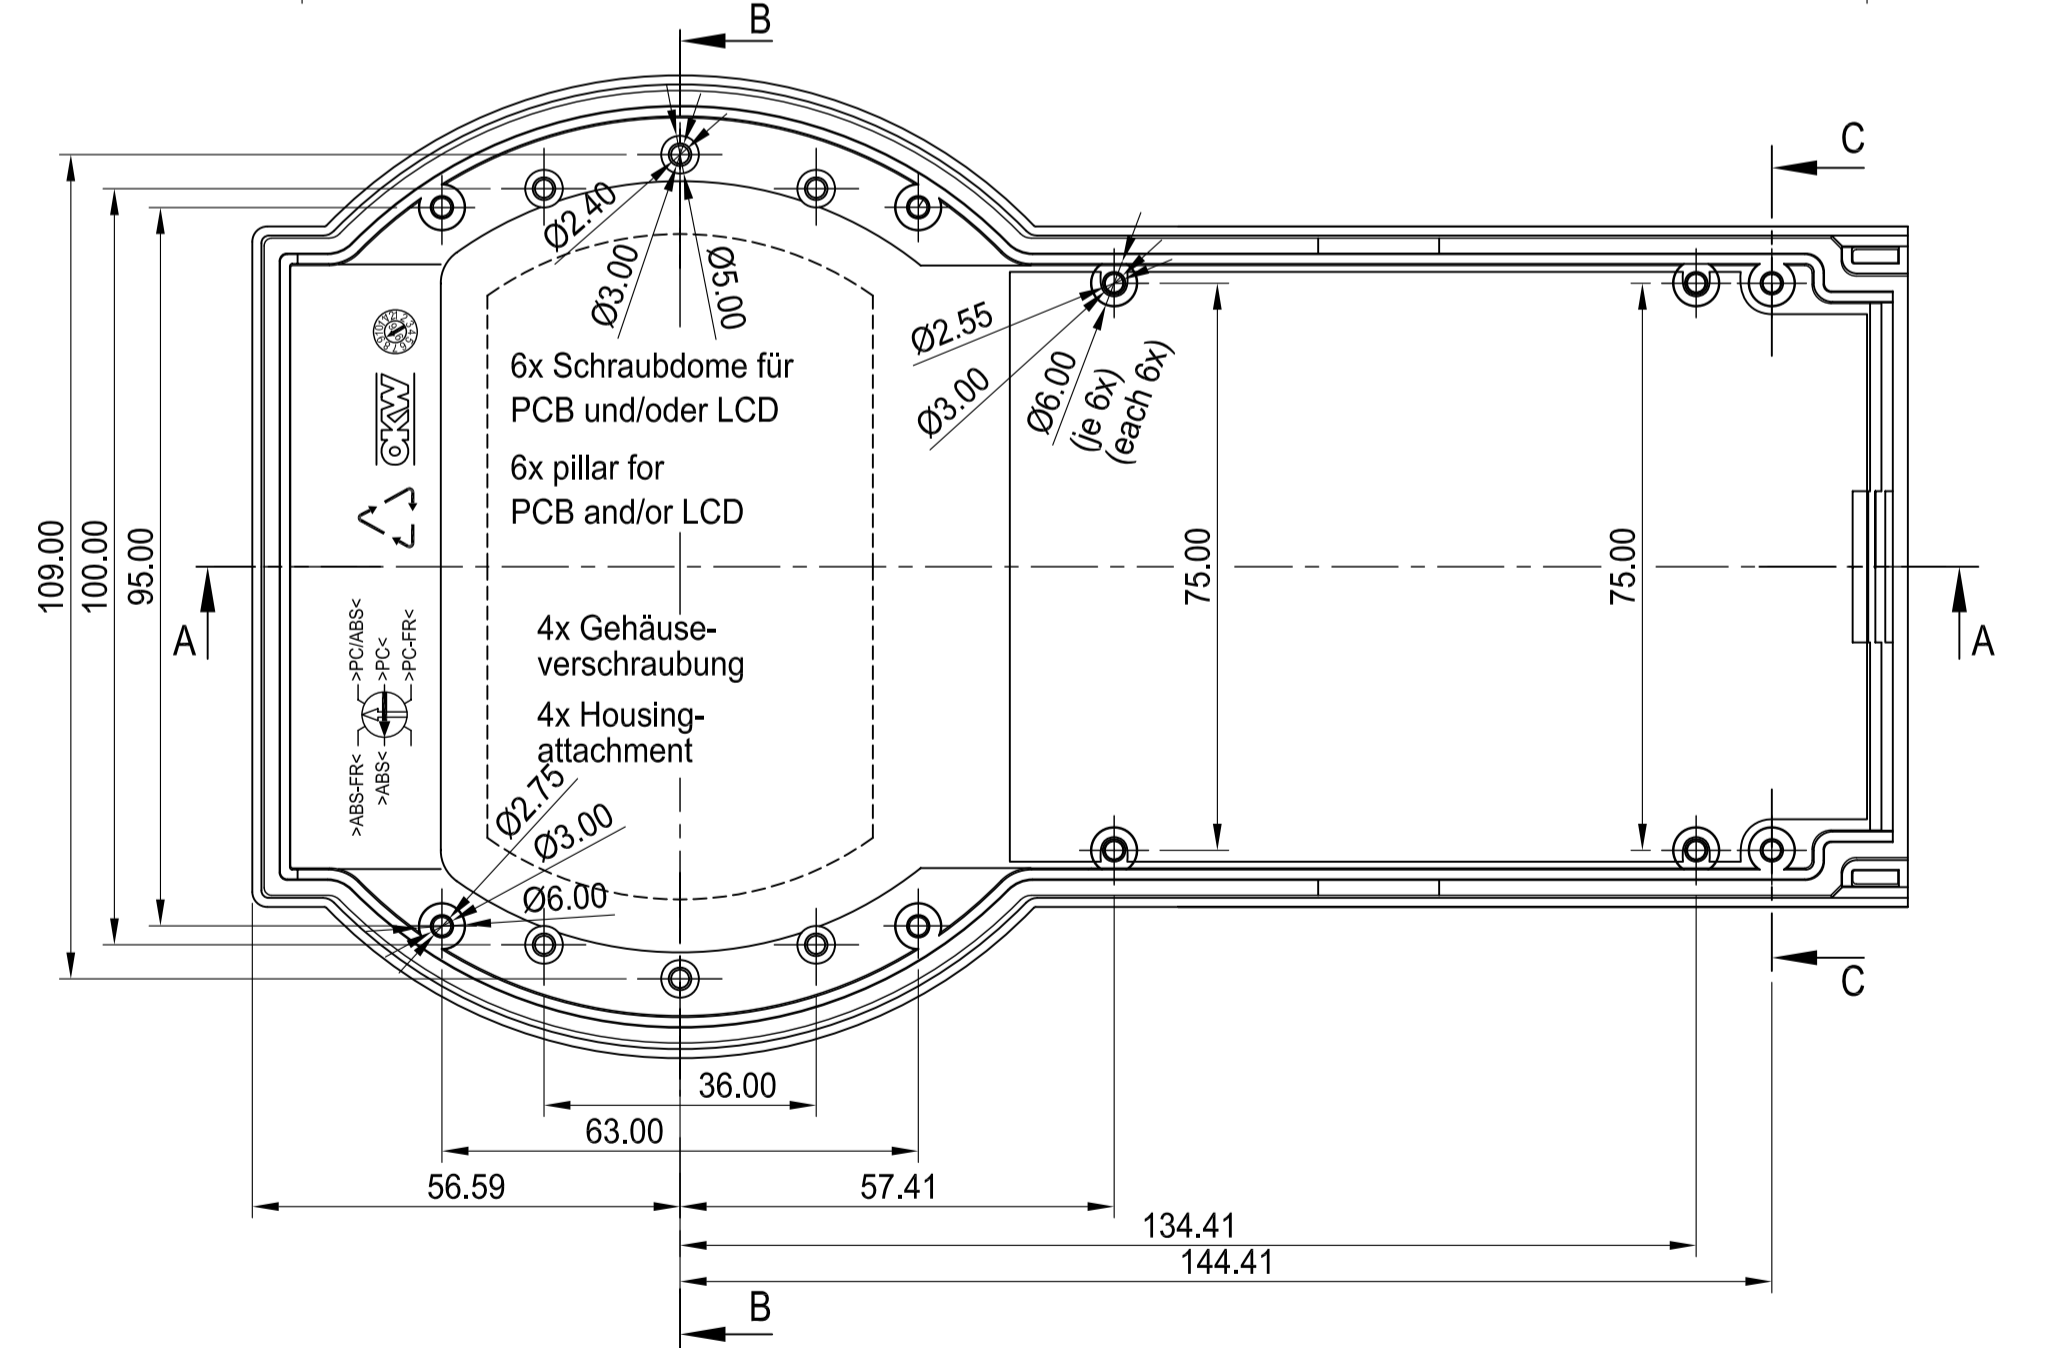 B
C
Ø2.40
Ø3.00
Ø5.00
Ø2.55
Ø3.00
Ø6.00
(je 6x)
(each 6x)
6x Schraubdome für
PCB und/oder LCD
6x pillar for
PCB and/or LCD
OKW
109.00
100.00
95.00
75.00
75.00
A
A
4x Gehäuse-
verschraubung
4x Housing-
attachment
>PC/ABS<
>PC<
>PC-FR<
>ABS-FR<
>ABS<
Ø2.75
Ø3.00
Ø6.00
C
36.00
63.00
56.59
57.41
134.41
144.41
B